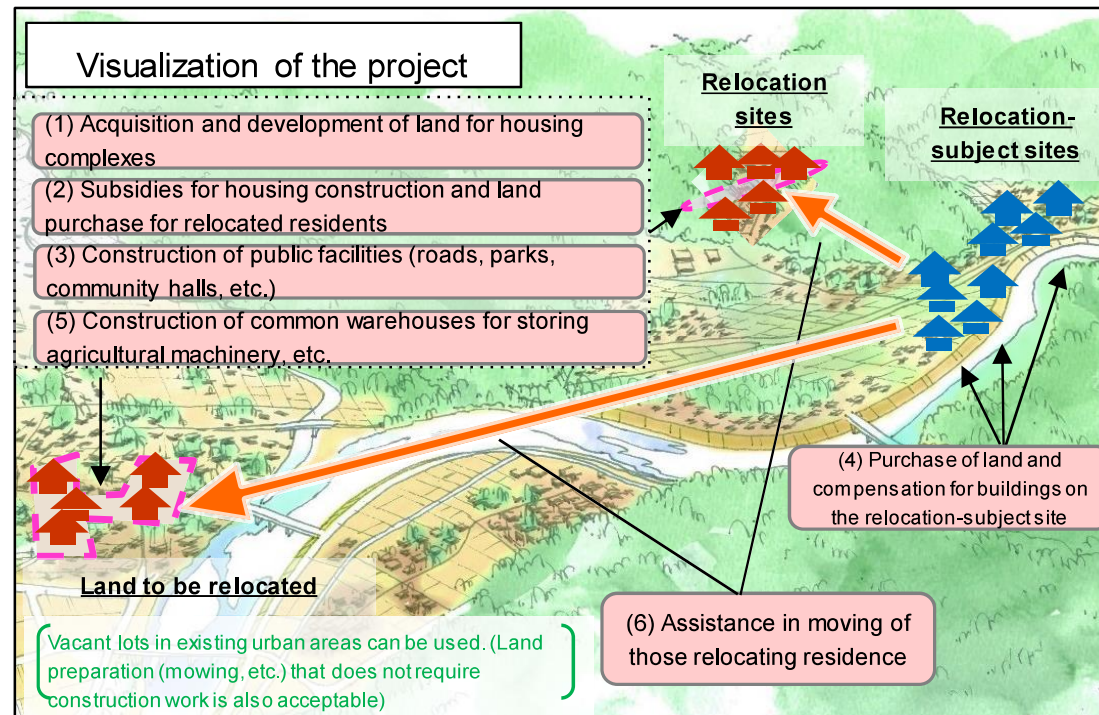 Visualization of the project
(1) Acquisition and development of land for housing
complexes
(2) Subsidies for housing construction and land
purchase for relocated residents
(3) Construction of public facilities (roads, parks,
community halls, etc.)
(5) Construction of common warehouses for storing
agricultural machinery, etc.
Relocation
sites
Relocation-
subject sites
(4) Purchase of land and
compensation for buildings on
the relocation-subject site
Land to be relocated
Vacant lots in existing urban areas can be used. (Land
preparation (mowing, etc.) that does not require
construction work is also acceptable)
(6) Assistance in moving of
those relocating residence